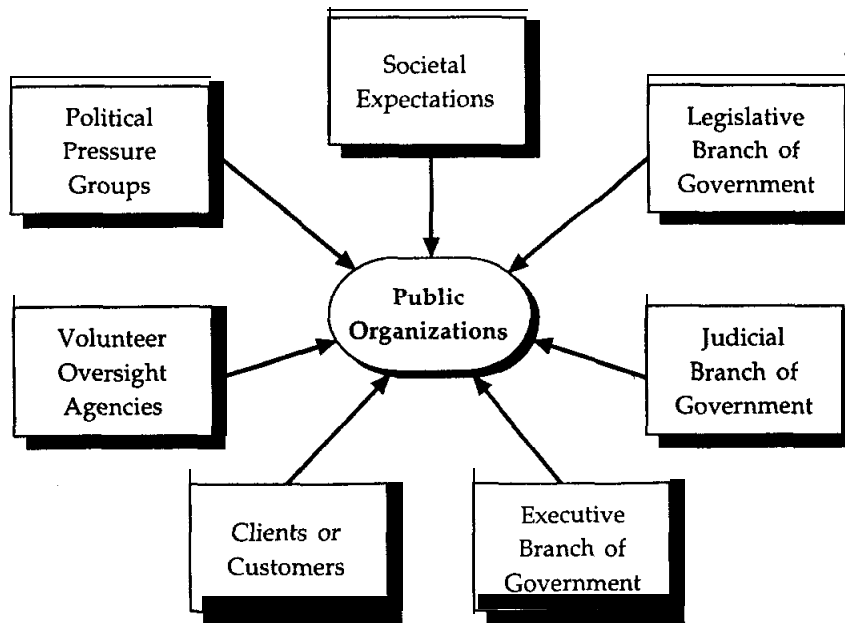 Societal
Expectations
Political
Pressure
Groups
Legislative
Branch of
Government
Public
Organizations
Volunteer
Oversight
Agencies
Judicial
Branch of
Government
Clients or
Customers
Executive
Branch of
Government